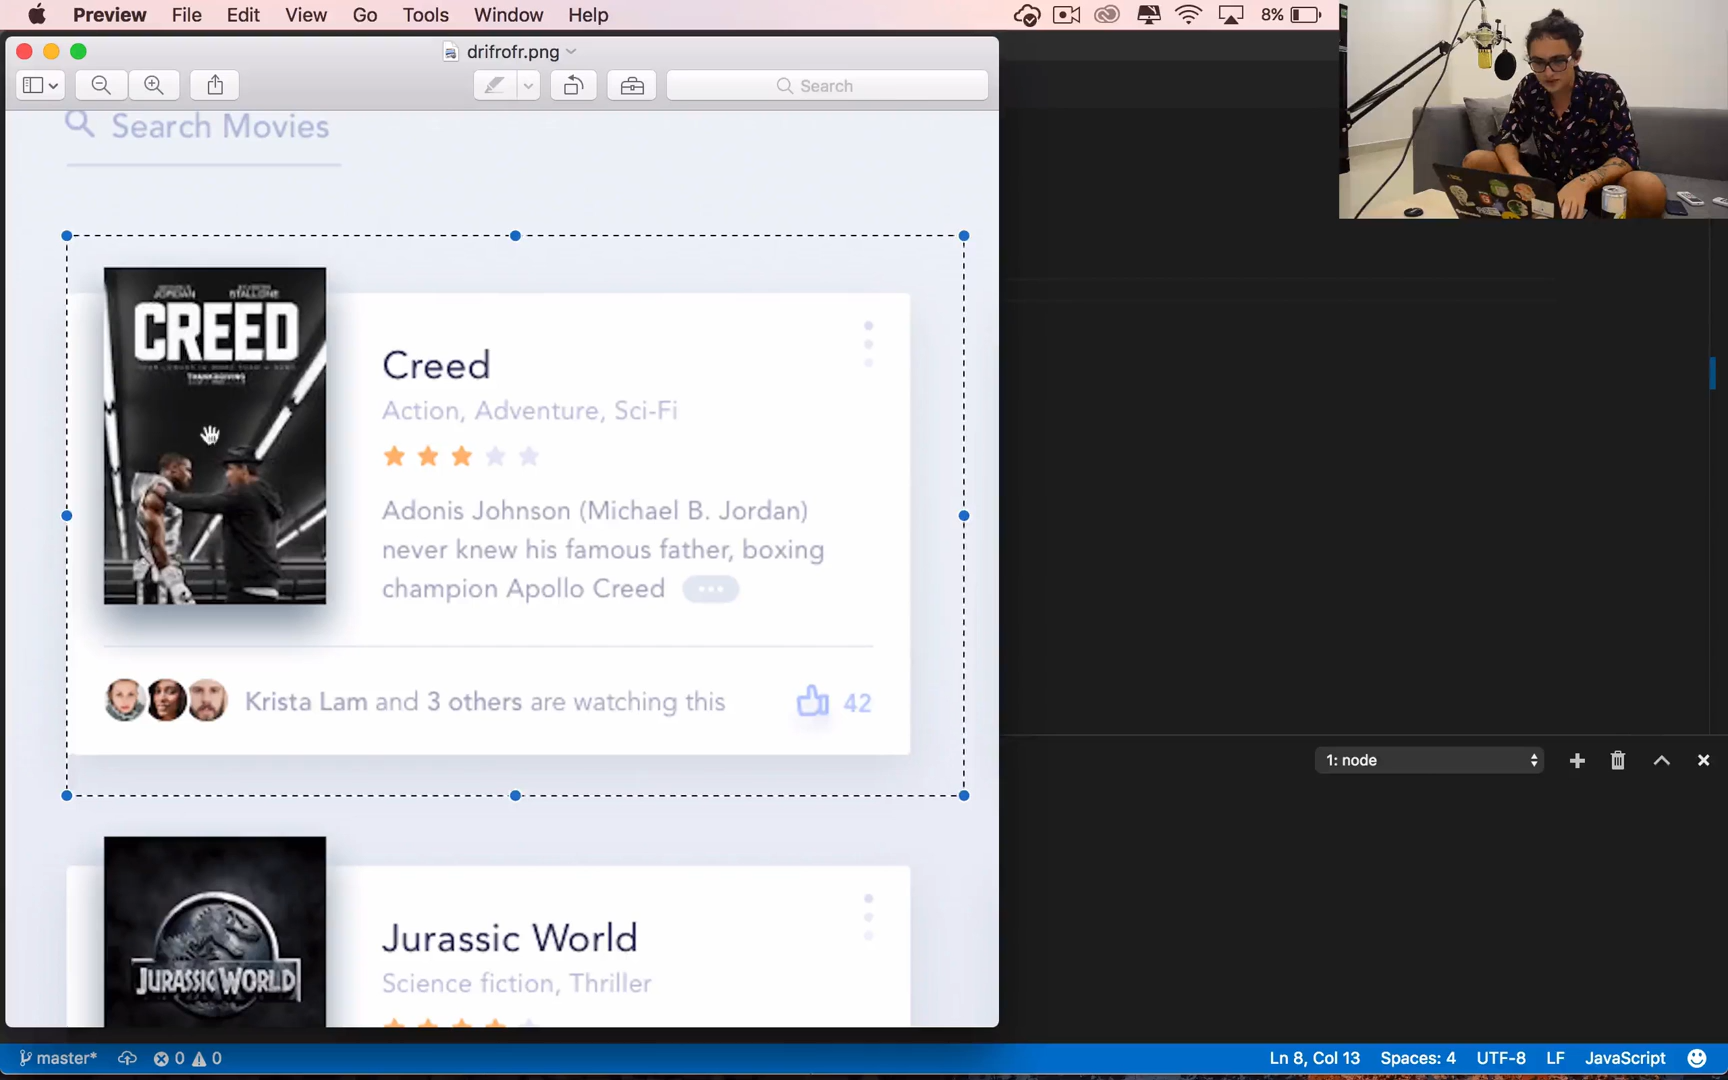 Preview File Edit View Go Tools Window Help 8%
drifrofr.png
Search
Search Movies
JORDAN STALLONE
CREED
THANKSGIVING
Creed
Action, Adventure, Sci-Fi
Adonis Johnson (Michael B. Jordan)
never knew his famous father, boxing
champion Apollo Creed
Krista Lam and 3 others are watching this 42
1: node
JURASSIC WORLD
Jurassic World
Science fiction, Thriller
master* 0 0 Ln 8, Col 13 Spaces: 4 UTF-8 LF JavaScript